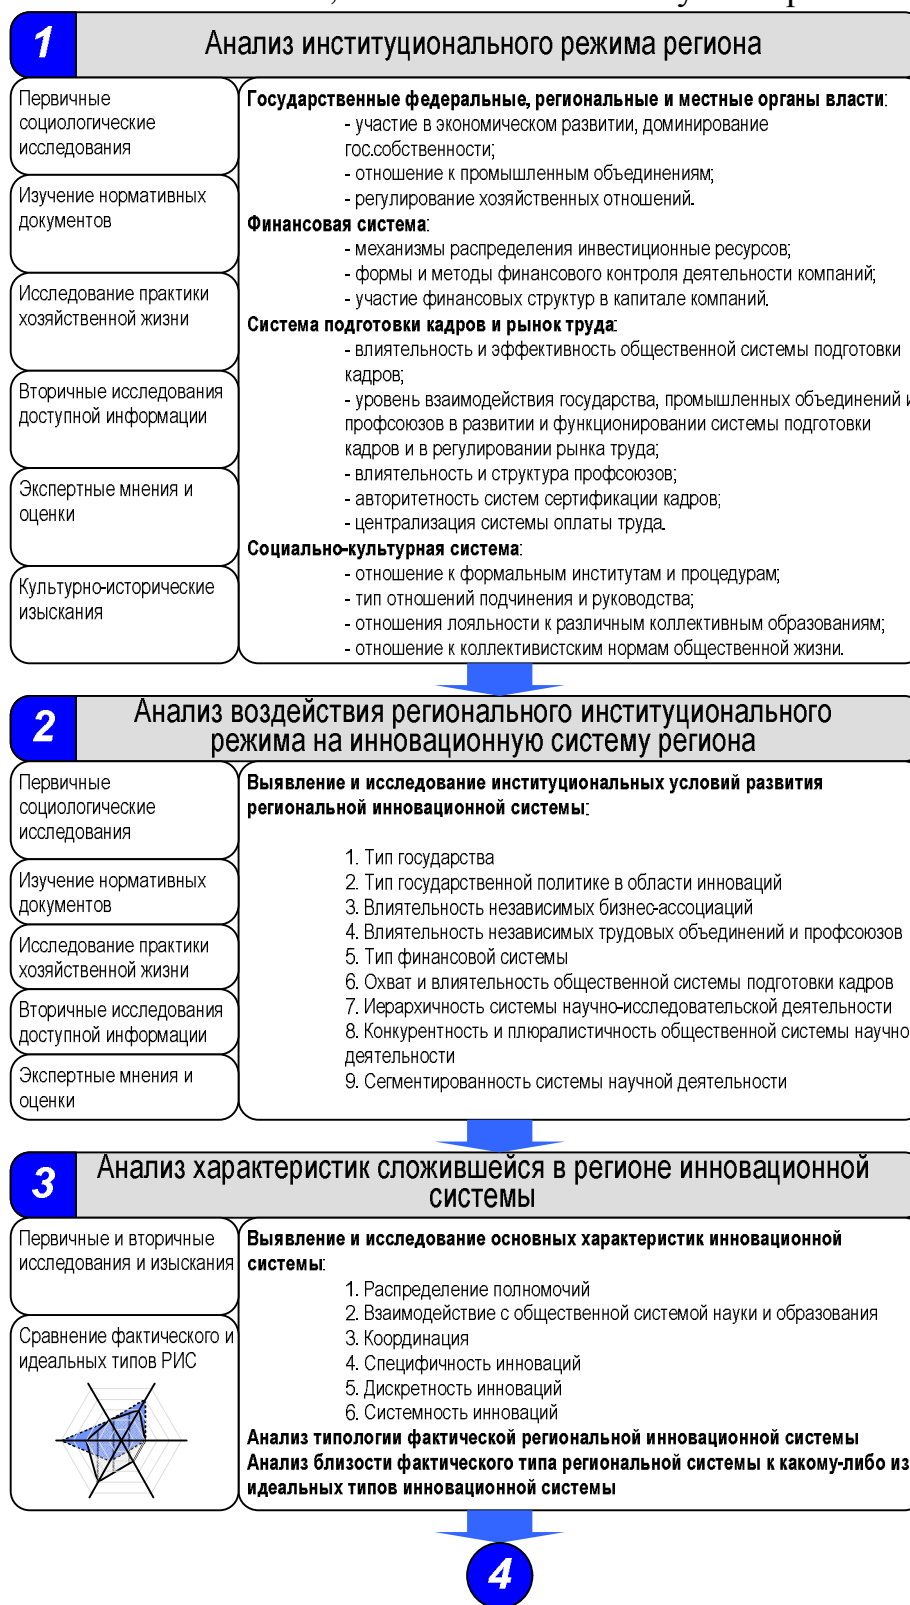 1
Анализ институционального режима региона
Первичные
социологические
исследования
Изучение нормативных
документов
Исследование практики
хозяйственной жизни
Вторичные исследования
доступной информации
Экспертные мнения и
оценки
Культурно-исторические
изыскания
Государственные федеральные, региональные и местные органы власти:
- участие в экономическом развитии, доминирование
гос.собственности;
- отношение к промышленным объединениям;
- регулирование хозяйственных отношений.
Финансовая система:
- механизмы распределения инвестиционные ресурсов;
- формы и методы финансового контроля деятельности компаний;
- участие финансовых структур в капитале компаний.
Система подготовки кадров и рынок труда:
- влиятельность и эффективность общественной системы подготовки
кадров;
- уровень взаимодействия государства, промышленных объединений и
профсоюзов в развитии и функционировании системы подготовки
кадров и в регулировании рынка труда;
- влиятельность и структура профсоюзов;
- авторитетность систем сертификации кадров;
- централизация системы оплаты труда.
Социально-культурная система:
- отношение к формальным институтам и процедурам;
- тип отношений подчинения и руководства;
- отношения лояльности к различным коллективным образованиям;
- отношение к коллективистским нормам общественной жизни.
2
Анализ воздействия регионального институционального
режима на инновационную систему региона
Первичные
социологические
исследования
Изучение нормативных
документов
Исследование практики
хозяйственной жизни
Вторичные исследования
доступной информации
Экспертные мнения и
оценки
Выявление и исследование институциональных условий развития
региональной инновационной системы:
1. Тип государства
2. Тип государственной политике в области инноваций
3. Влиятельность независимых бизнес-ассоциаций
4. Влиятельность независимых трудовых объединений и профсоюзов
5. Тип финансовой системы
6. Охват и влиятельность общественной системы подготовки кадров
7. Иерархичность системы научно-исследовательской деятельности
8. Конкурентность и плюралистичность общественной системы научно
деятельности
9. Сегментированность системы научной деятельности
3
Анализ характеристик сложившейся в регионе инновационной
системы
Первичные и вторичные
исследования и изыскания
Сравнение фактического и
идеальных типов РИС
Выявление и исследование основных характеристик инновационной
системы:
1. Распределение полномочий
2. Взаимодействие с общественной системой науки и образования
3. Координация
4. Специфичность инноваций
5. Дискретность инноваций
6. Системность инноваций
Анализ типологии фактической региональной инновационной системы
Анализ близости фактического типа региональной системы к какому-либо из
идеальных типов инновационной системы
4